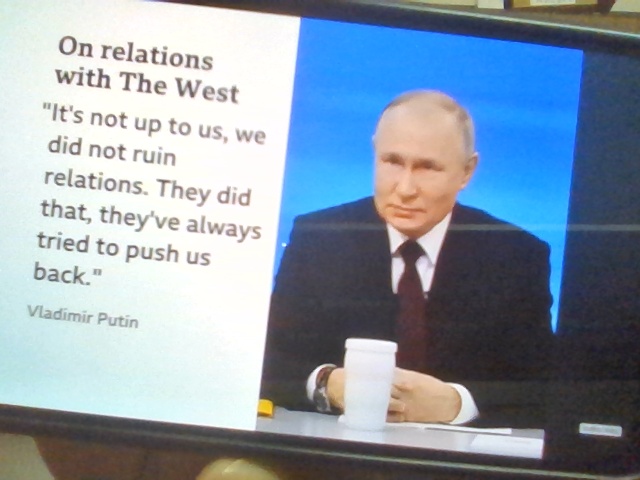 On relations
with The West
"It's not up to us, we
did not ruin
relations. They did
that, they've always
tried to push us
back."
Vladimir Putin